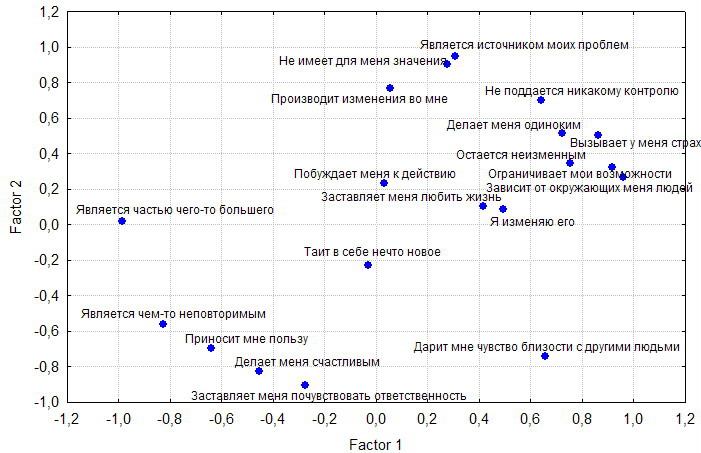 1,2
Является источником моих проблем
1,0
Не имеет для меня значения
0,8
Производит изменения во мне
Не поддается никакому контролю
0,6
Делает меня одиноким
Вызывает у меня страх
0,4
Остается неизменным
Побуждает меня к действию
Ограничивает мои возможности
0,2
Заставляет меня любить жизнь
Зависит от окружающих меня людей
Является частью чего-то большего
0,0
Я изменяю его
Таит в себе нечто новое
-0,2
-0,4
Является чем-то неповторимым
-0,6
Приносит мне пользу
Дарит мне чувство близости с другими людьми
Делает меня счастливым
-0,8
Заставляет меня почувствовать ответственность
-1,0
Factor 2
-1,2 -1,0 -0,8 -0,6 -0,4 -0,2 0,0 0,2 0,4 0,6 0,8 1,0 1,2
Factor 1